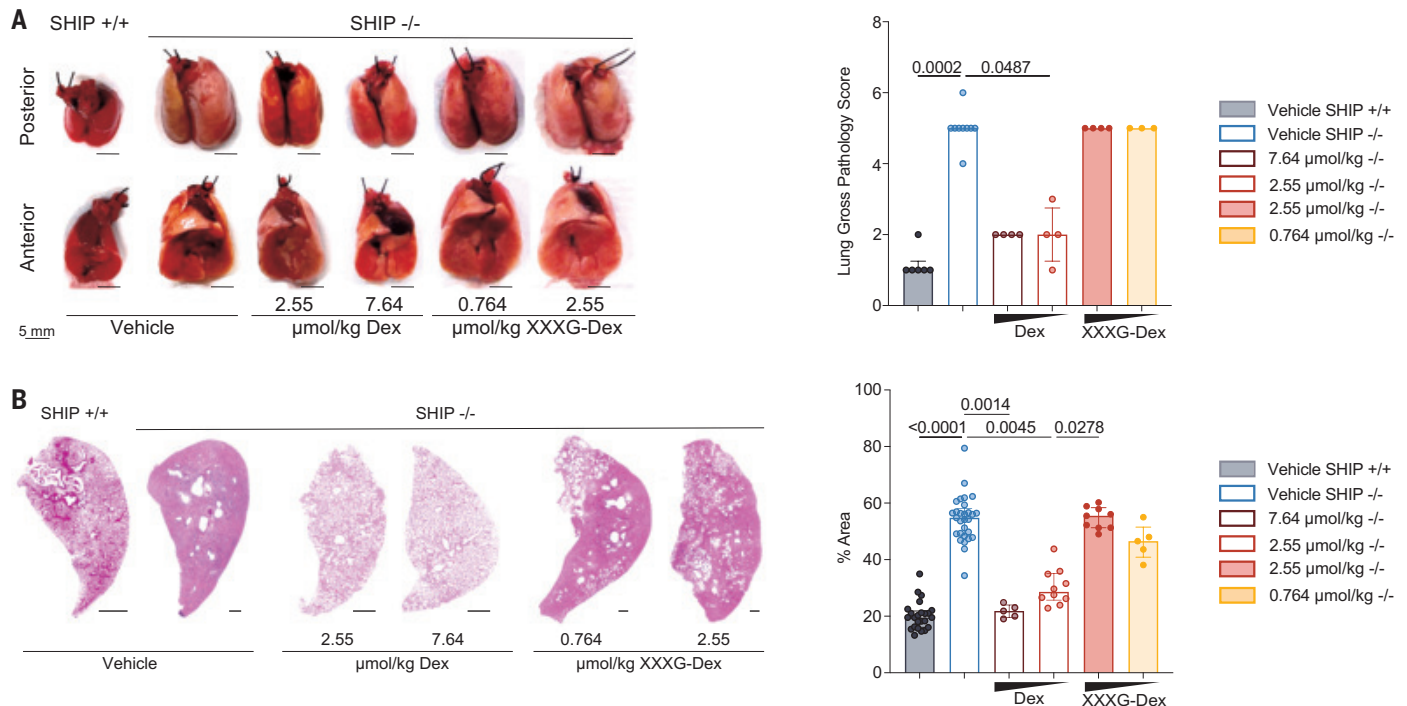 A
SHIP +/+ SHIP -/-
Posterior
Anterior
2.55 7.64 0.764 2.55
Vehicle µmol/kg Dex µmol/kg XXXG-Dex
5 mm
Lung Gross Pathology Score
8
6
4
2
0
0.0002 0.0487
Dex XXXG-Dex
Vehicle SHIP +/+
Vehicle SHIP -/-
7.64 µmol/kg -/-
2.55 µmol/kg -/-
2.55 µmol/kg -/-
0.764 µmol/kg -/-
B
SHIP +/+ SHIP -/-
2.55 7.64 0.764 2.55
Vehicle µmol/kg Dex µmol/kg XXXG-Dex
% Area
100
80
60
40
20
0
0.0014
<0.0001 0.0045 0.0278
Dex XXXG-Dex
Vehicle SHIP +/+
Vehicle SHIP -/-
7.64 µmol/kg -/-
2.55 µmol/kg -/-
2.55 µmol/kg -/-
0.764 µmol/kg -/-